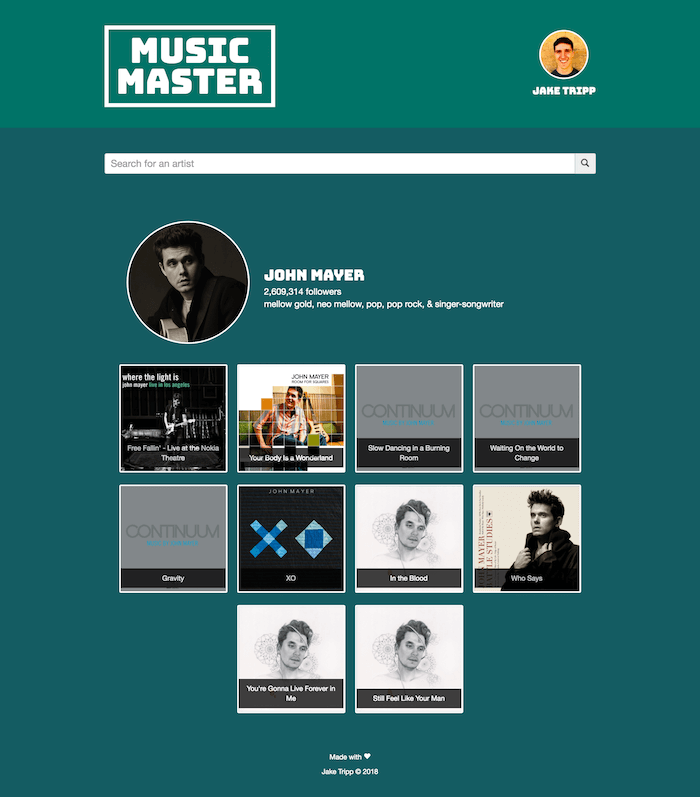 MUSIC
MASTER
JAKE TRIPP
Search for an artist
JOHN MAYER
2,609,314 followers
mellow gold, neo mellow, pop, pop rock, & singer-songwriter
where the light is
john mayer live in los angeles
Free Fallin' - Live at the Nokia
Theatre
JOHN MAYER
ROOM FOR SQUARES
Your Body Is a Wonderland
CONTINUUM
Slow Dancing in a Burning
Room
CONTINUUM
Waiting On the World to
Change
CONTINUUM
Gravity
JOHN MAYER
XO
In the Blood
JOHN MAYER
BATTLE STUDIES
Who Says
You're Gonna Live Forever in
Me
Still Feel Like Your Man
Made with ♥
Jake Tripp © 2018